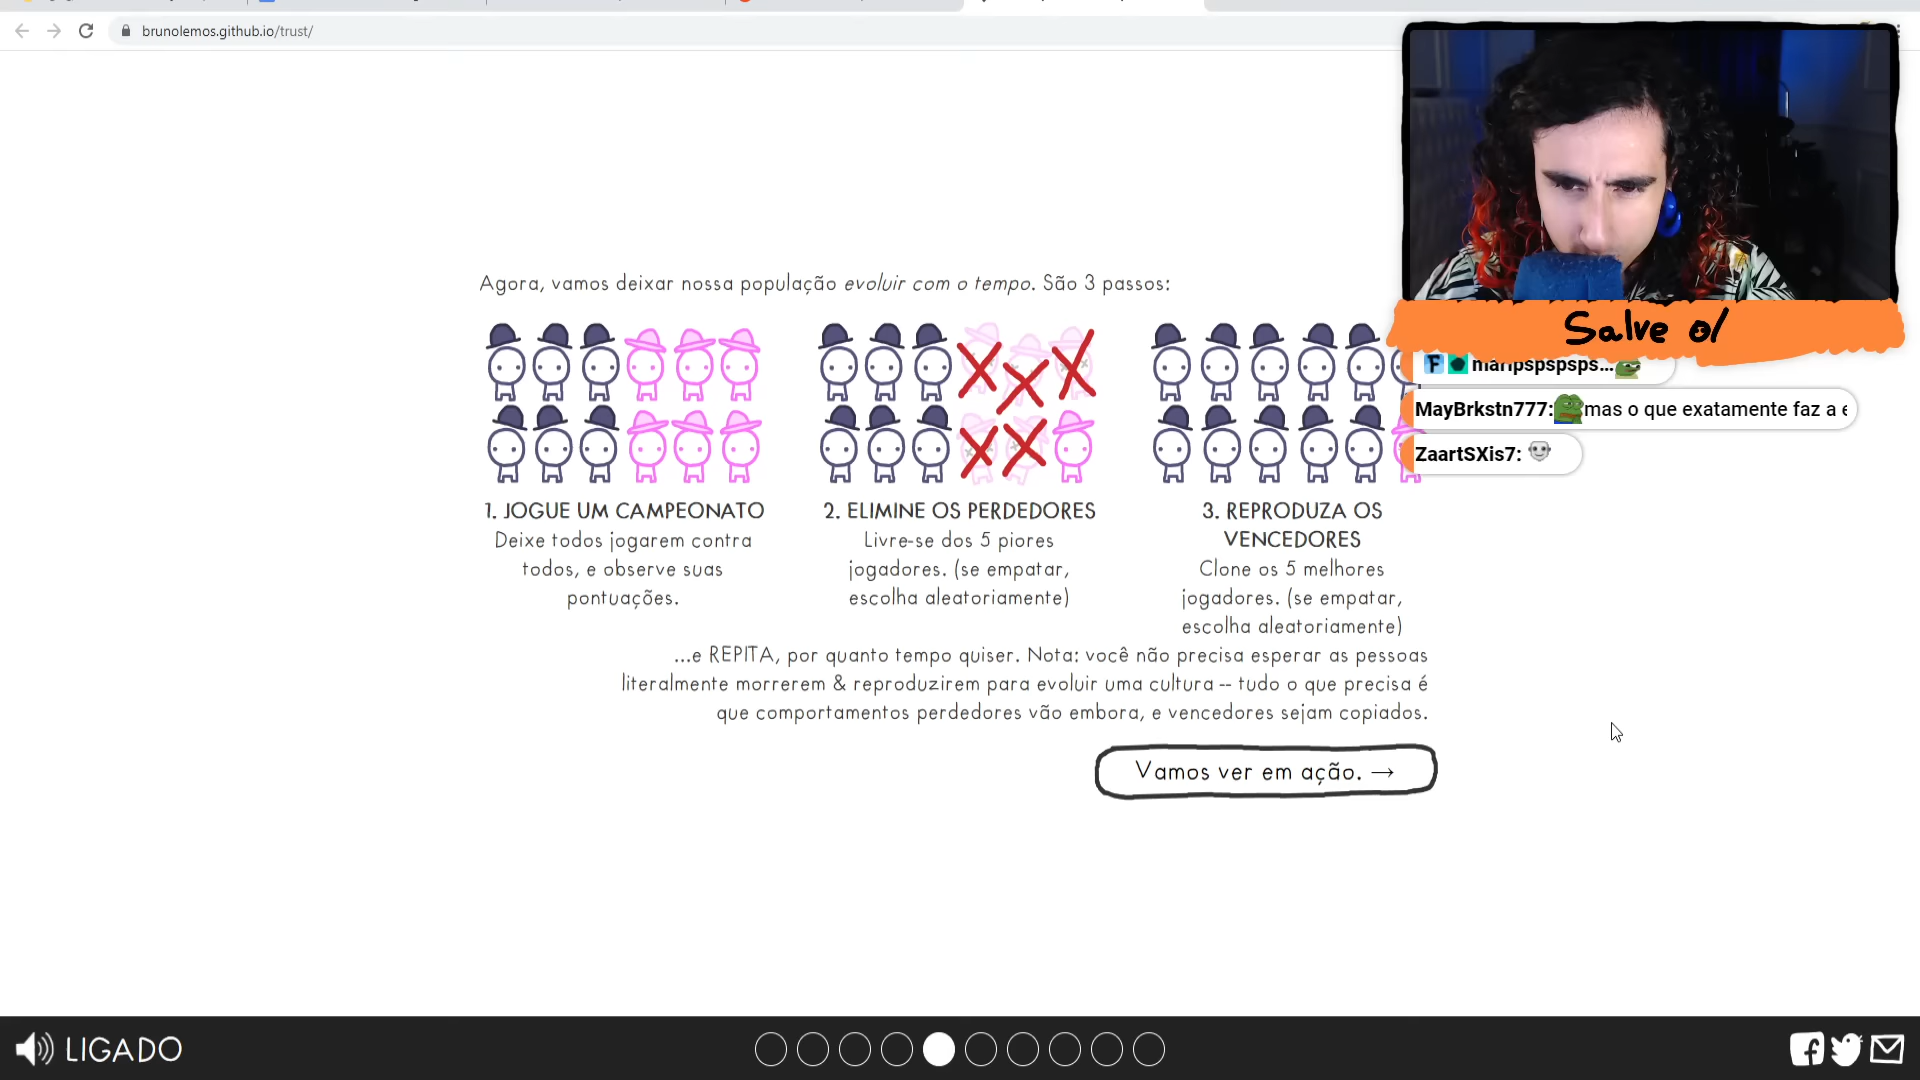 brunolemos.github.io/trust/
Agora, vamos deixar nossa população evoluir com o tempo. São 3 passos:
1. JOGUE UM CAMPEONATO
Deixe todos jogarem contra
todos, e observe suas
pontuações.
2. ELIMINE OS PERDEDORES
Livre-se dos 5 piores
jogadores. (se empatar,
escolha aleatoriamente)
3. REPRODUZA OS
VENCEDORES
Clone os 5 melhores
jogadores. (se empatar,
escolha aleatoriamente)
...e REPITA, por quanto tempo quiser. Nota: você não precisa esperar as pessoas
literalmente morrerem & reproduzirem para evoluir uma cultura -- tudo o que precisa é
que comportamentos perdedores vão embora, e vencedores sejam copiados.
Vamos ver em ação. →
Salve o/
F maripspspsps...
MayBrkstn777: mas o que exatamente faz a e
ZaartSXis7:
LIGADO